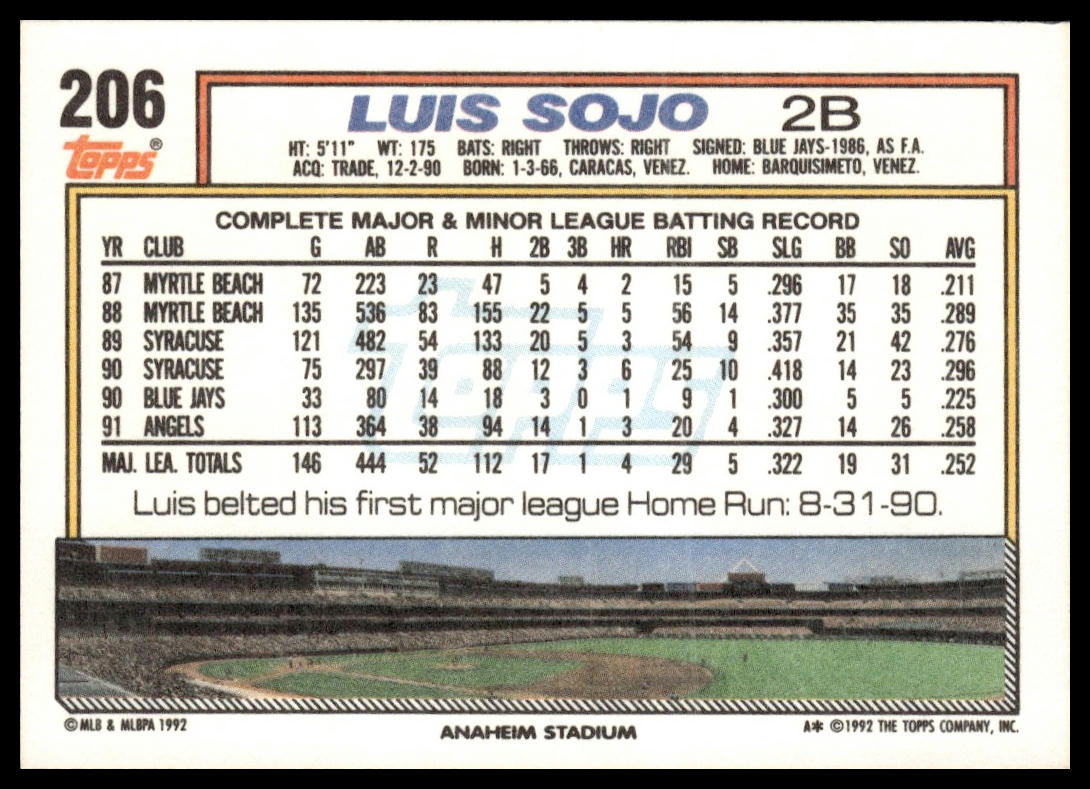 206
Topps®
LUIS SOJO 2B
HT: 5'11" WT: 175 BATS: RIGHT THROWS: RIGHT SIGNED: BLUE JAYS-1986, AS F.A.
ACQ: TRADE, 12-2-90 BORN: 1-3-66, CARACAS, VENEZ. HOME: BARQUISIMETO, VENEZ.
COMPLETE MAJOR & MINOR LEAGUE BATTING RECORD
YR CLUB G AB R H 2B 3B HR RBI SB SLG BB SO AVG
87 MYRTLE BEACH 72 223 23 47 5 4 2 15 5 .296 17 18 .211
88 MYRTLE BEACH 135 536 83 155 22 5 5 56 14 .377 35 35 .289
89 SYRACUSE 121 482 54 133 20 5 3 54 9 .357 21 42 .276
90 SYRACUSE 75 297 39 88 12 3 6 25 10 .418 14 23 .296
90 BLUE JAYS 33 80 14 18 3 0 1 9 1 .300 5 5 .225
91 ANGELS 113 364 38 94 14 1 3 20 4 .327 14 26 .258
MAJ. LEA. TOTALS 146 444 52 112 17 1 4 29 5 .322 19 31 .252
Topps
Luis belted his first major league Home Run: 8-31-90.
© MLB & MLBPA 1992
ANAHEIM STADIUM
A* ©1992 THE TOPPS COMPANY, INC.